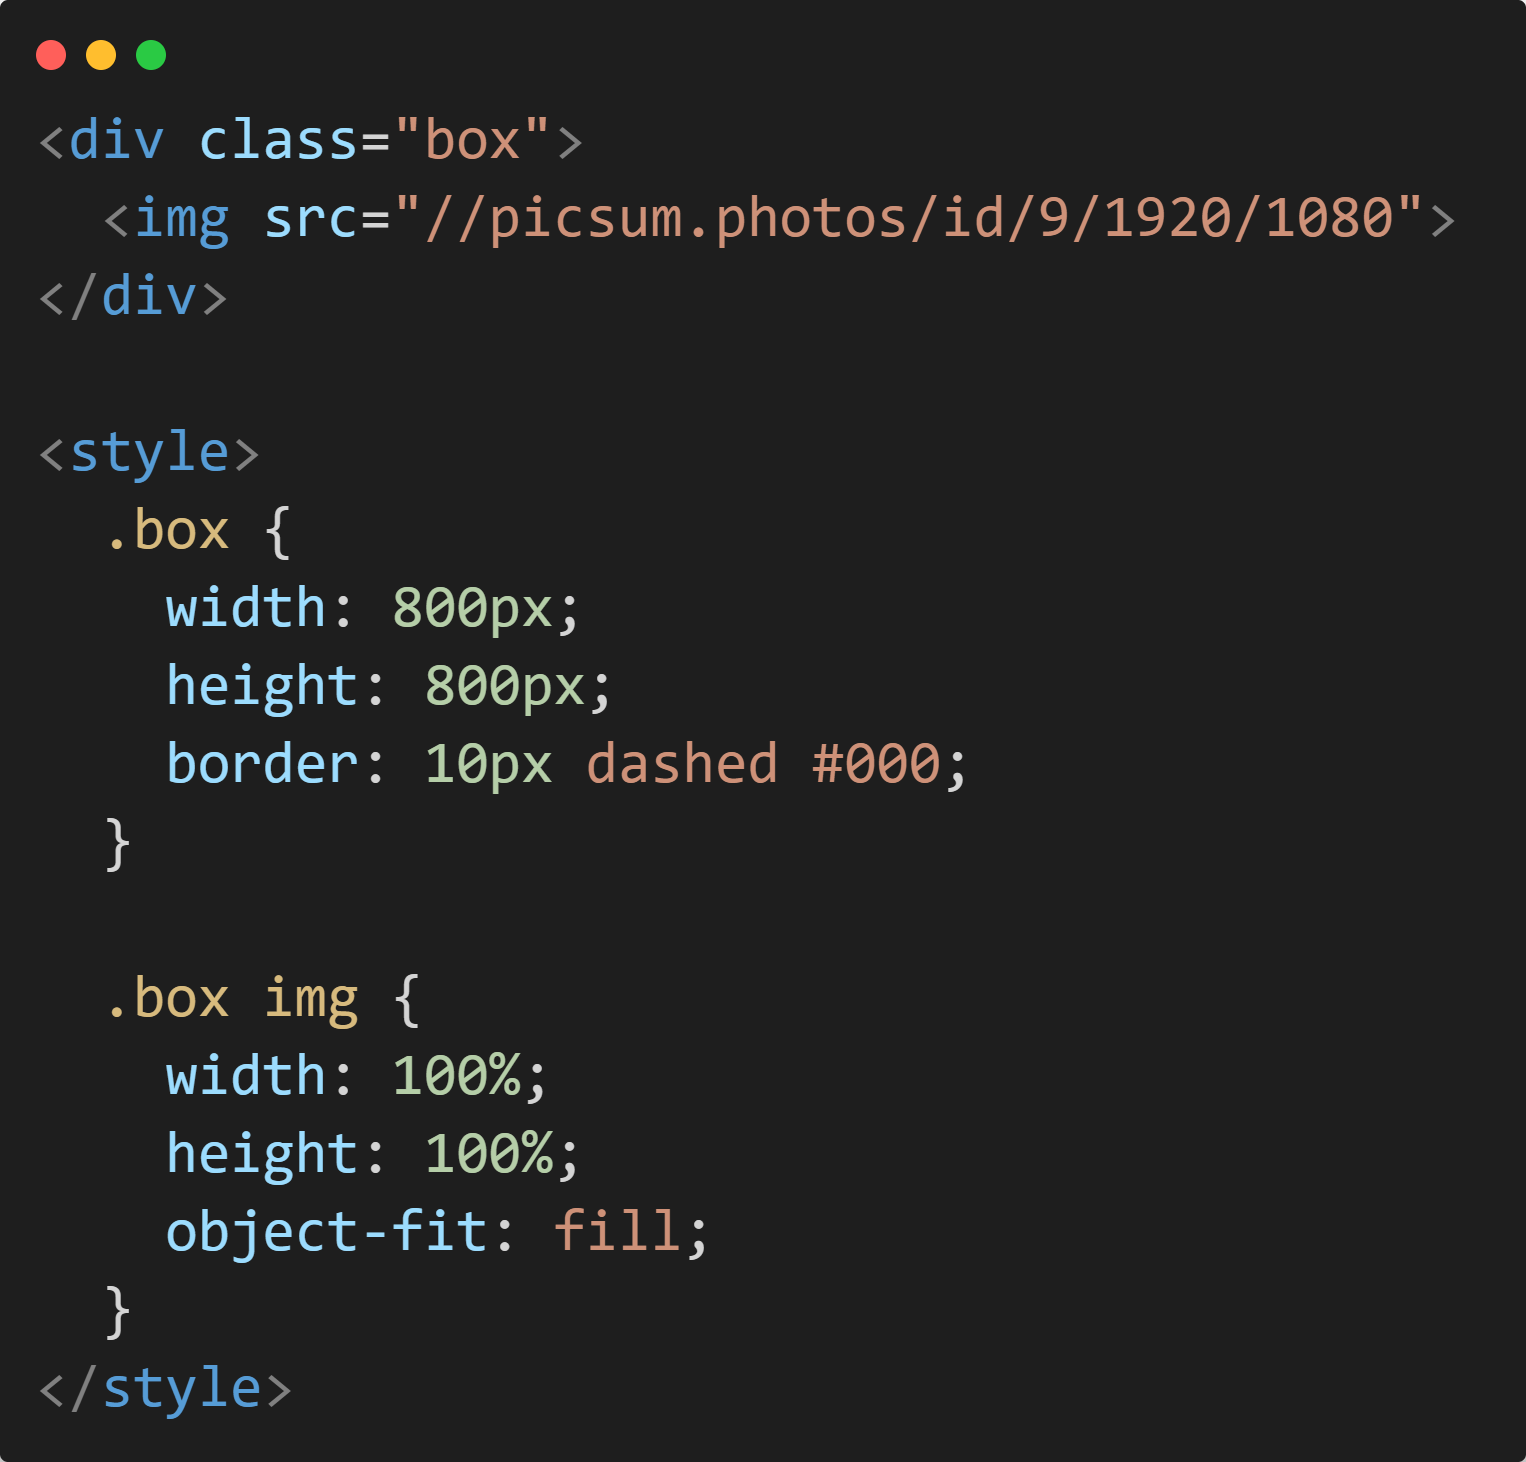 <div class="box">
  <img src="//picsum.photos/id/9/1920/1080">
</div>

<style>
  .box {
    width: 800px;
    height: 800px;
    border: 10px dashed #000;
  }

  .box img {
    width: 100%;
    height: 100%;
    object-fit: fill;
  }
</style>